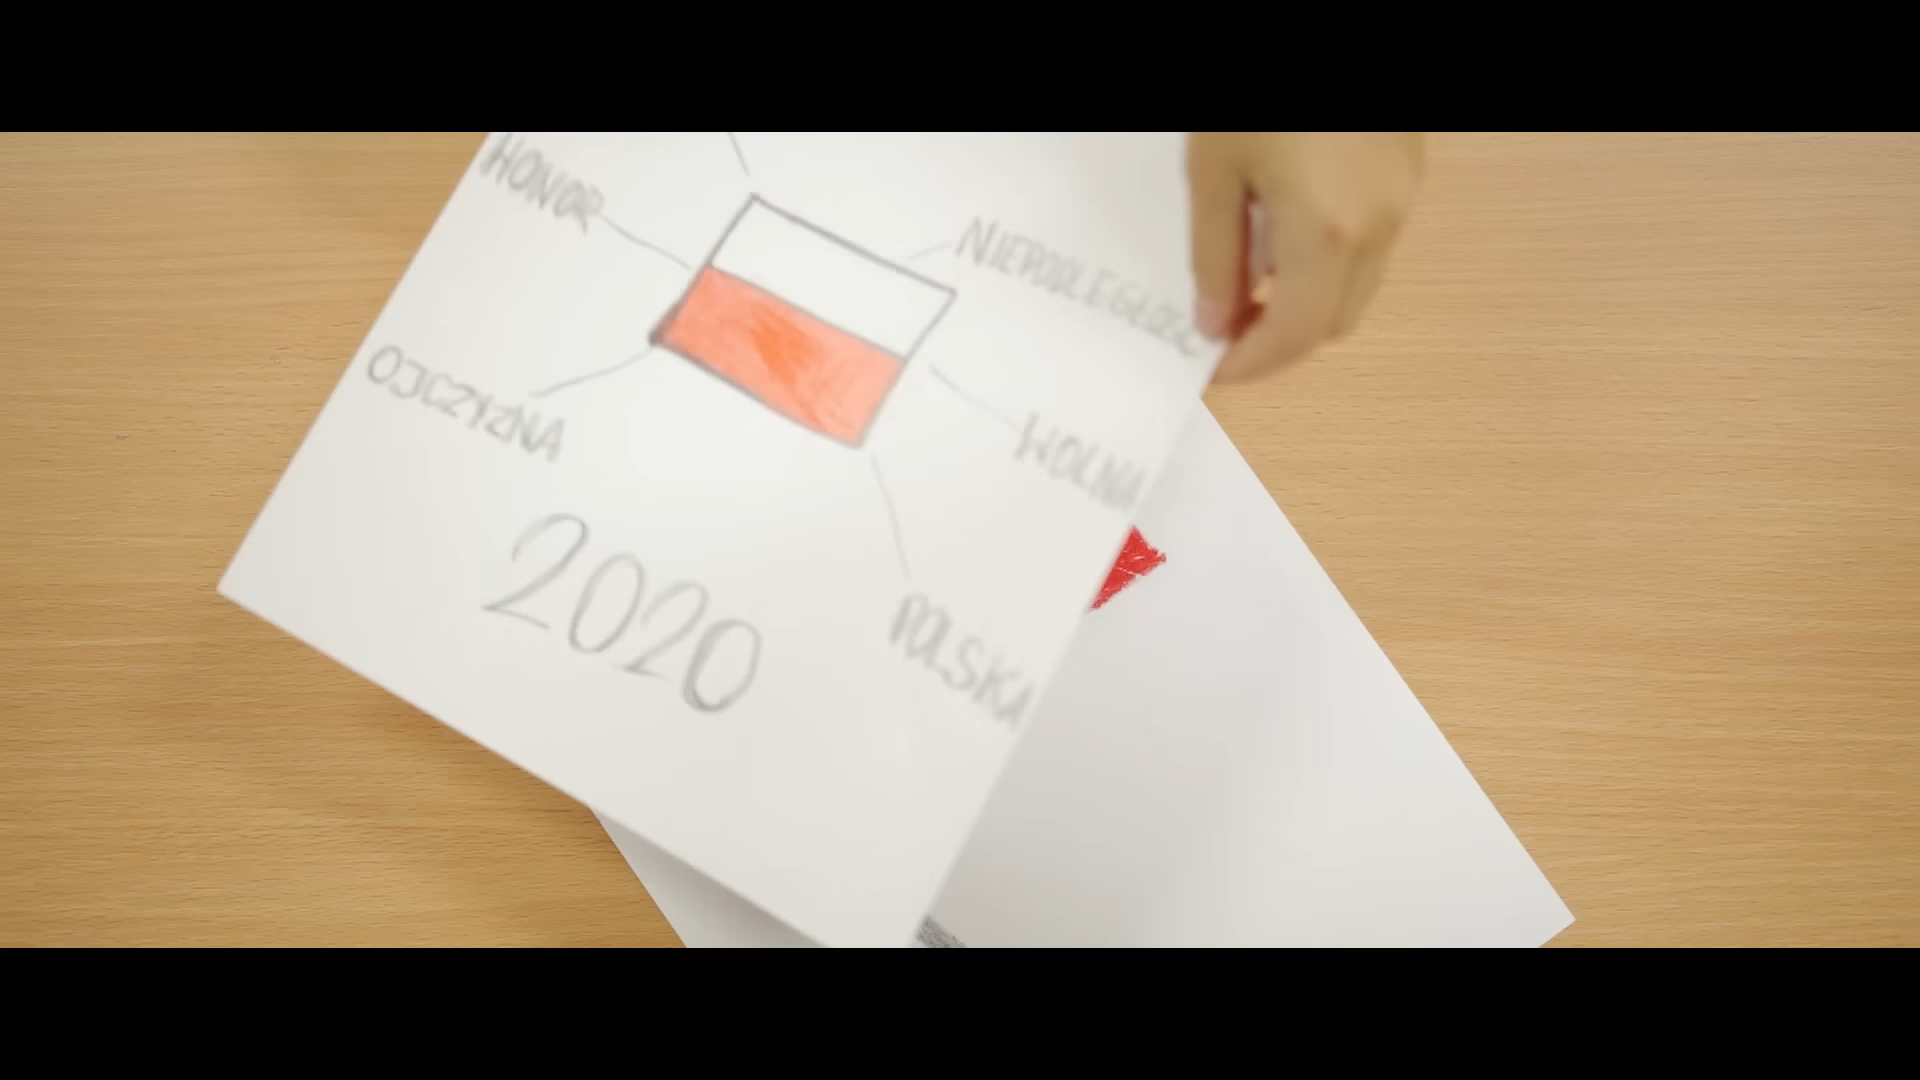 HONOR
NIEPODLEGŁOŚĆ
OJCZYZNA
WOLNA
POLSKA
2020